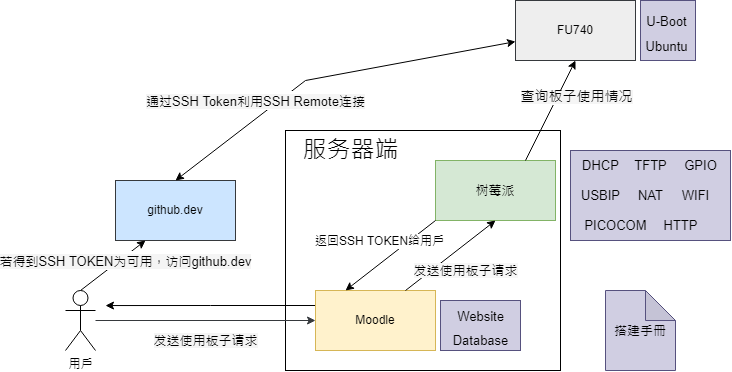 FU740
U-Boot
Ubuntu
通过SSH Token利用SSH Remote连接
查询板子使用情况
服务器端
DHCP TFTP GPIO
USBIP NAT WIFI
PICOCOM HTTP
树莓派
github.dev
返回SSH TOKEN给用戶
若得到SSH TOKEN为可用，访问github.dev
发送使用板子请求
Moodle
Website
Database
搭建手冊
发送使用板子请求
用戶